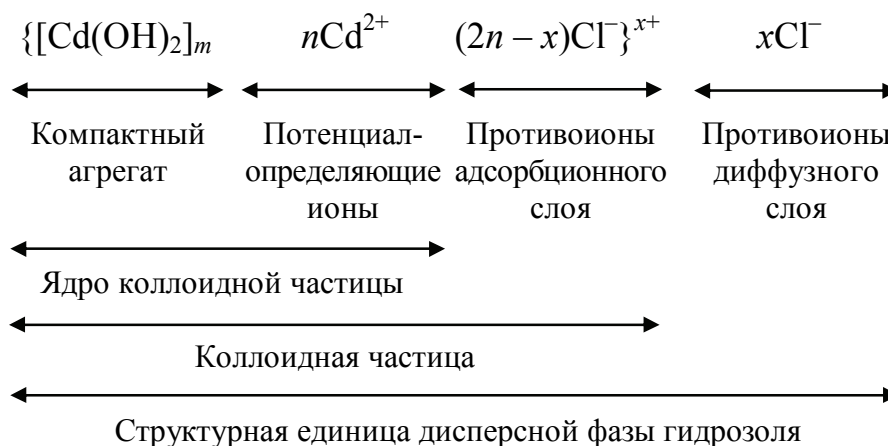 {[Cd(OH)₂]ₘ nCd²⁺ (2n – x)Cl⁻}ˣ⁺ xCl⁻
Компактный Потенциал- Противоионы Противоионы
агрегат определяющие адсорбционного диффузного
ионы слоя слоя
Ядро коллоидной частицы
Коллоидная частица
Структурная единица дисперсной фазы гидрозоля